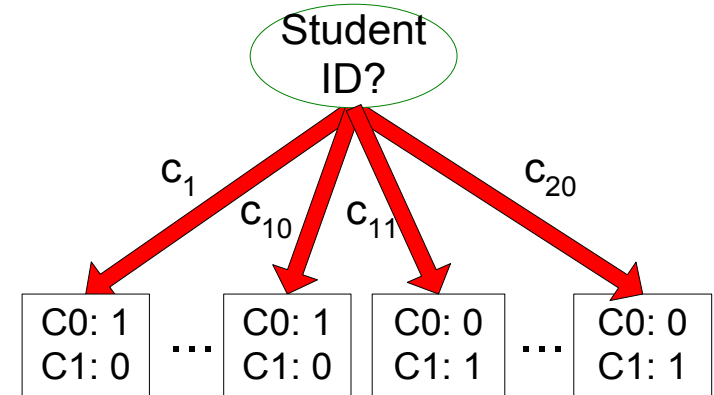 Student
ID?
c1
c10
c11
c20
C0: 1
C1: 0
...
C0: 1
C1: 0
C0: 0
C1: 1
...
C0: 0
C1: 1